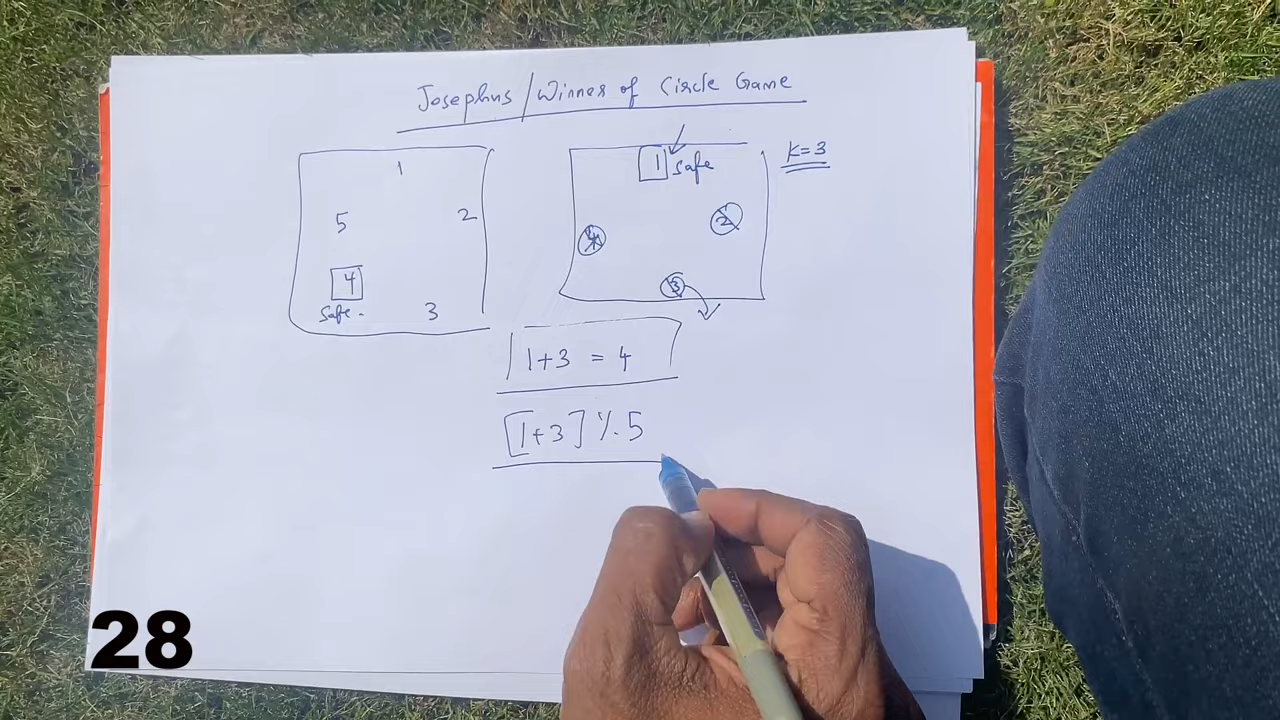 Josephus / Winner of Circle Game
1
5
2
4
Safe.
3
1 Safe
K=3
4
2
3
1+3 = 4
[1+3] % 5
28